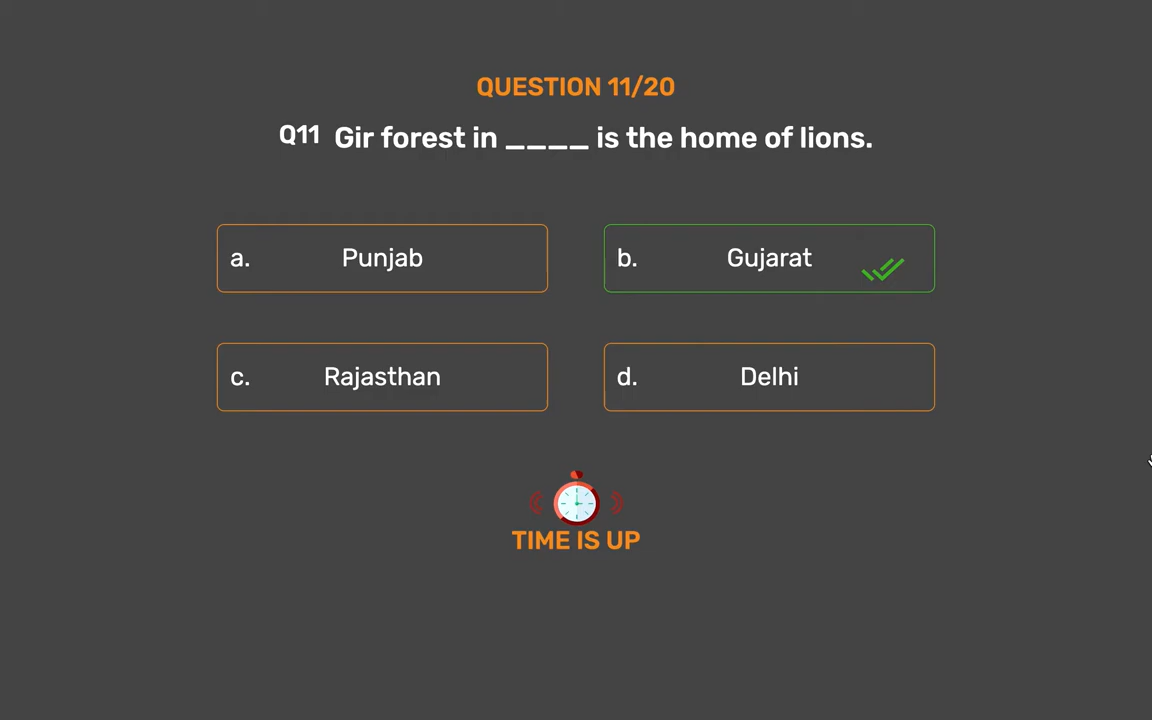 QUESTION 11/20
Q11 Gir forest in ____ is the home of lions.
a. Punjab
b. Gujarat
c. Rajasthan
d. Delhi
TIME IS UP